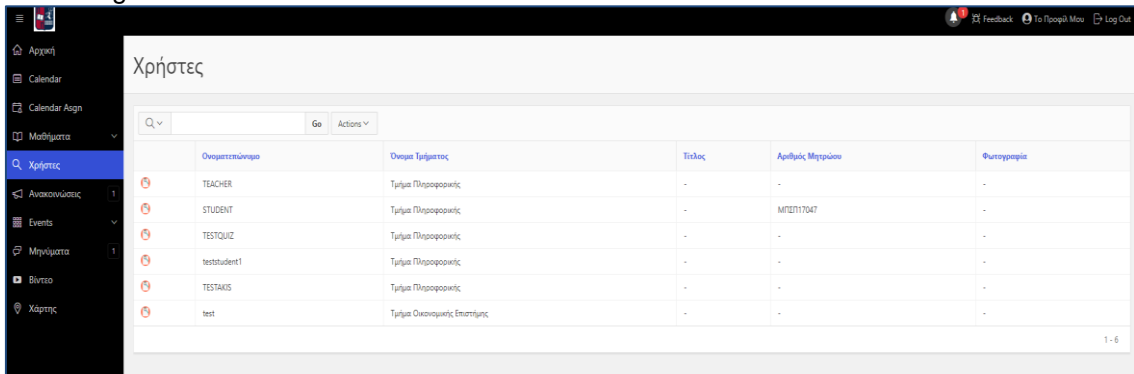 1 Feedback Το Προφίλ Μου Log Out
Αρχική
Calendar
Calendar Asgn
Μαθήματα
Χρήστες
Ανακοινώσεις 1
Events
Μηνύματα 1
Βίντεο
Χάρτης
Χρήστες
Go Actions
Ονοματεπώνυμο Όνομα Τμήματος Τίτλος Αριθμός Μητρώου Φωτογραφία
TEACHER Τμήμα Πληροφορικής - - -
STUDENT Τμήμα Πληροφορικής - ΜΠΣΠ17047 -
TESTQUIZ Τμήμα Πληροφορικής - - -
teststudent1 Τμήμα Πληροφορικής - - -
TESTAKIS Τμήμα Πληροφορικής - - -
test Τμήμα Οικονομικής Επιστήμης - - -
1 - 6